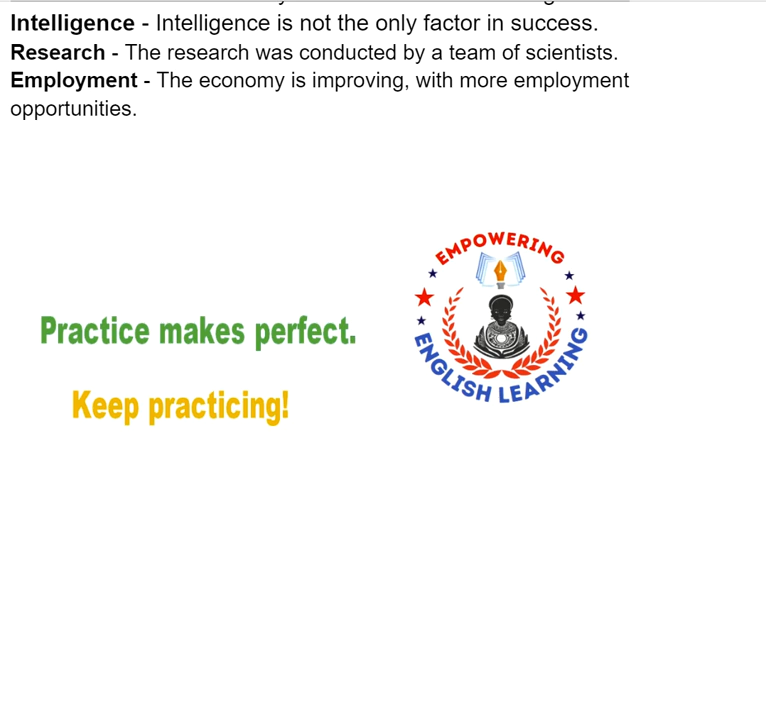 Intelligence - Intelligence is not the only factor in success.
Research - The research was conducted by a team of scientists.
Employment - The economy is improving, with more employment
opportunities.
EMPOWERING
ENGLISH LEARNING
Practice makes perfect.
Keep practicing!